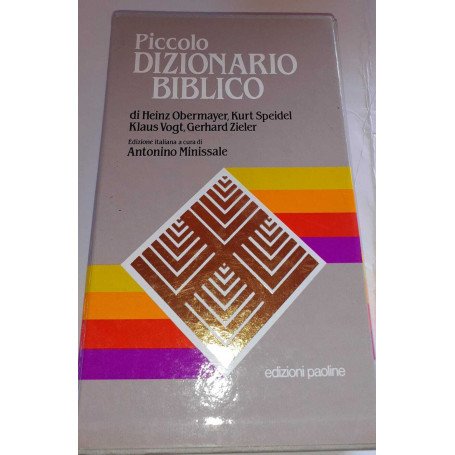 Piccolo
DIZIONARIO
BIBLICO
di Heinz Obermayer, Kurt Speidel
Klaus Vogt, Gerhard Zieler
Edizione italiana a cura di
Antonino Minissale
edizioni paoline